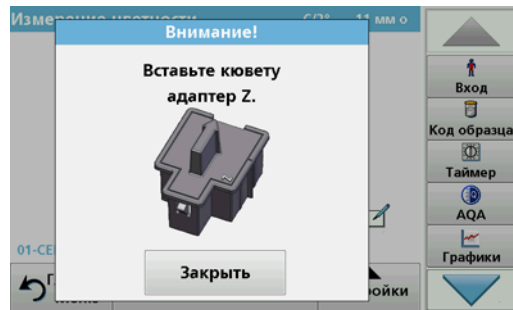 Внимание!
Вставьте кювету
адаптер Z.
Закрыть
Вход
Код образца
Таймер
AQA
Графики